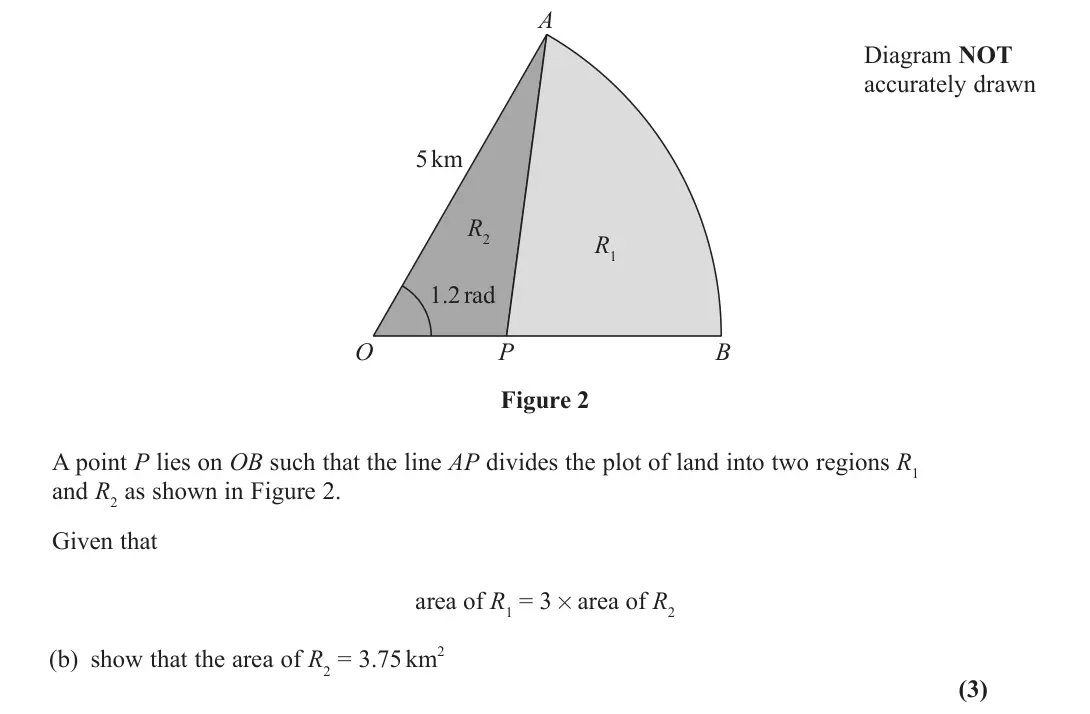 A
Diagram NOT
accurately drawn
5 km
R₂
R₁
1.2 rad
O
P
B
Figure 2
A point P lies on OB such that the line AP divides the plot of land into two regions R₁
and R₂ as shown in Figure 2.
Given that
area of R₁ = 3 × area of R₂
(b) show that the area of R₂ = 3.75 km²
(3)